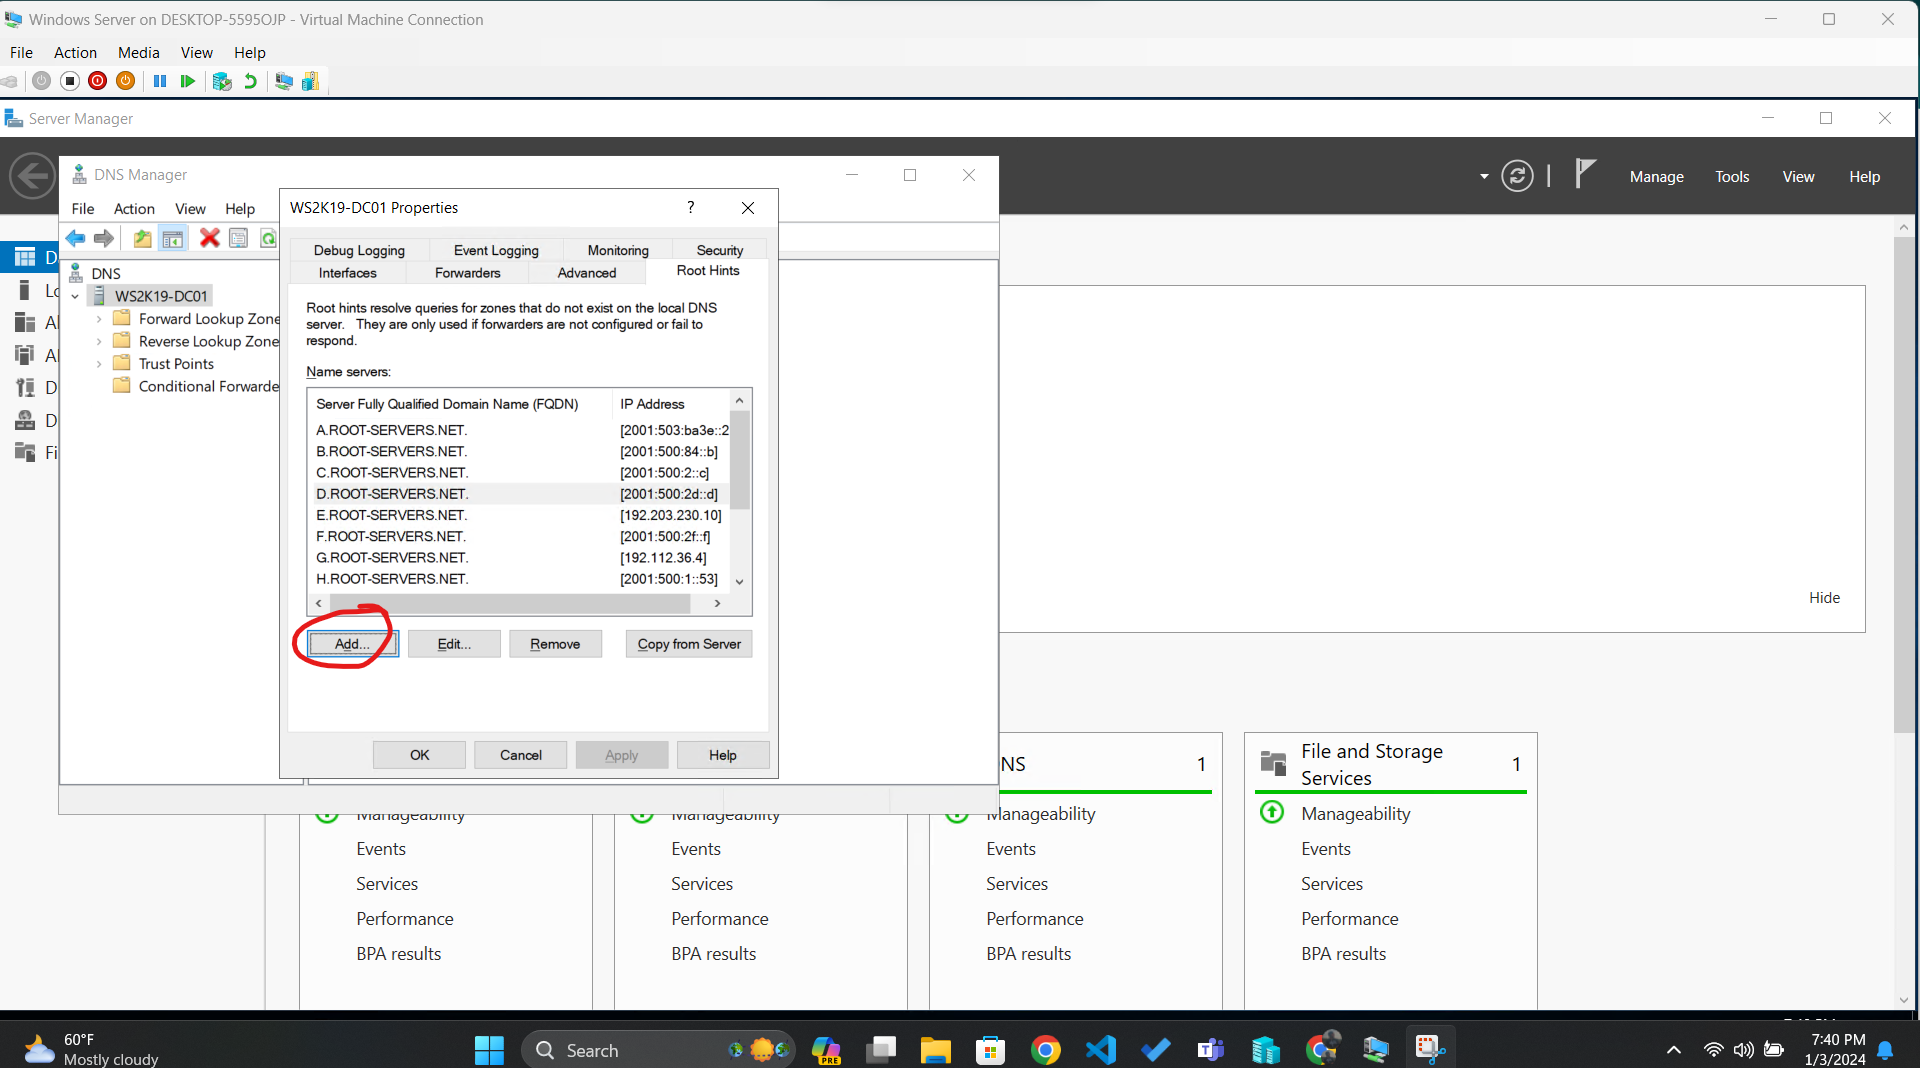 Windows Server on DESKTOP-5595OJP - Virtual Machine Connection
File Action Media View Help
Server Manager
Manage Tools View Help
DNS Manager
File Action View Help
DNS
WS2K19-DC01
Forward Lookup Zone
Reverse Lookup Zone
Trust Points
Conditional Forwarde
D
Lo
Al
Al
D
D
Fi
WS2K19-DC01 Properties
?
Debug Logging Event Logging Monitoring Security
Interfaces Forwarders Advanced Root Hints
Root hints resolve queries for zones that do not exist on the local DNS
server. They are only used if forwarders are not configured or fail to
respond.
Name servers:
Server Fully Qualified Domain Name (FQDN) IP Address
A.ROOT-SERVERS.NET. [2001:503:ba3e::2
B.ROOT-SERVERS.NET. [2001:500:84::b]
C.ROOT-SERVERS.NET. [2001:500:2::c]
D.ROOT-SERVERS.NET. [2001:500:2d::d]
E.ROOT-SERVERS.NET. [192.203.230.10]
F.ROOT-SERVERS.NET. [2001:500:2f::f]
G.ROOT-SERVERS.NET. [192.112.36.4]
H.ROOT-SERVERS.NET. [2001:500:1::53]
Add... Edit... Remove Copy from Server
OK Cancel Apply Help
Hide
Manageability
Events
Services
Performance
BPA results
Manageability
Events
Services
Performance
BPA results
NS 1
Manageability
Events
Services
Performance
BPA results
File and Storage
Services 1
Manageability
Events
Services
Performance
BPA results
60°F
Mostly cloudy
Search
PRE
7:40 PM
1/3/2024